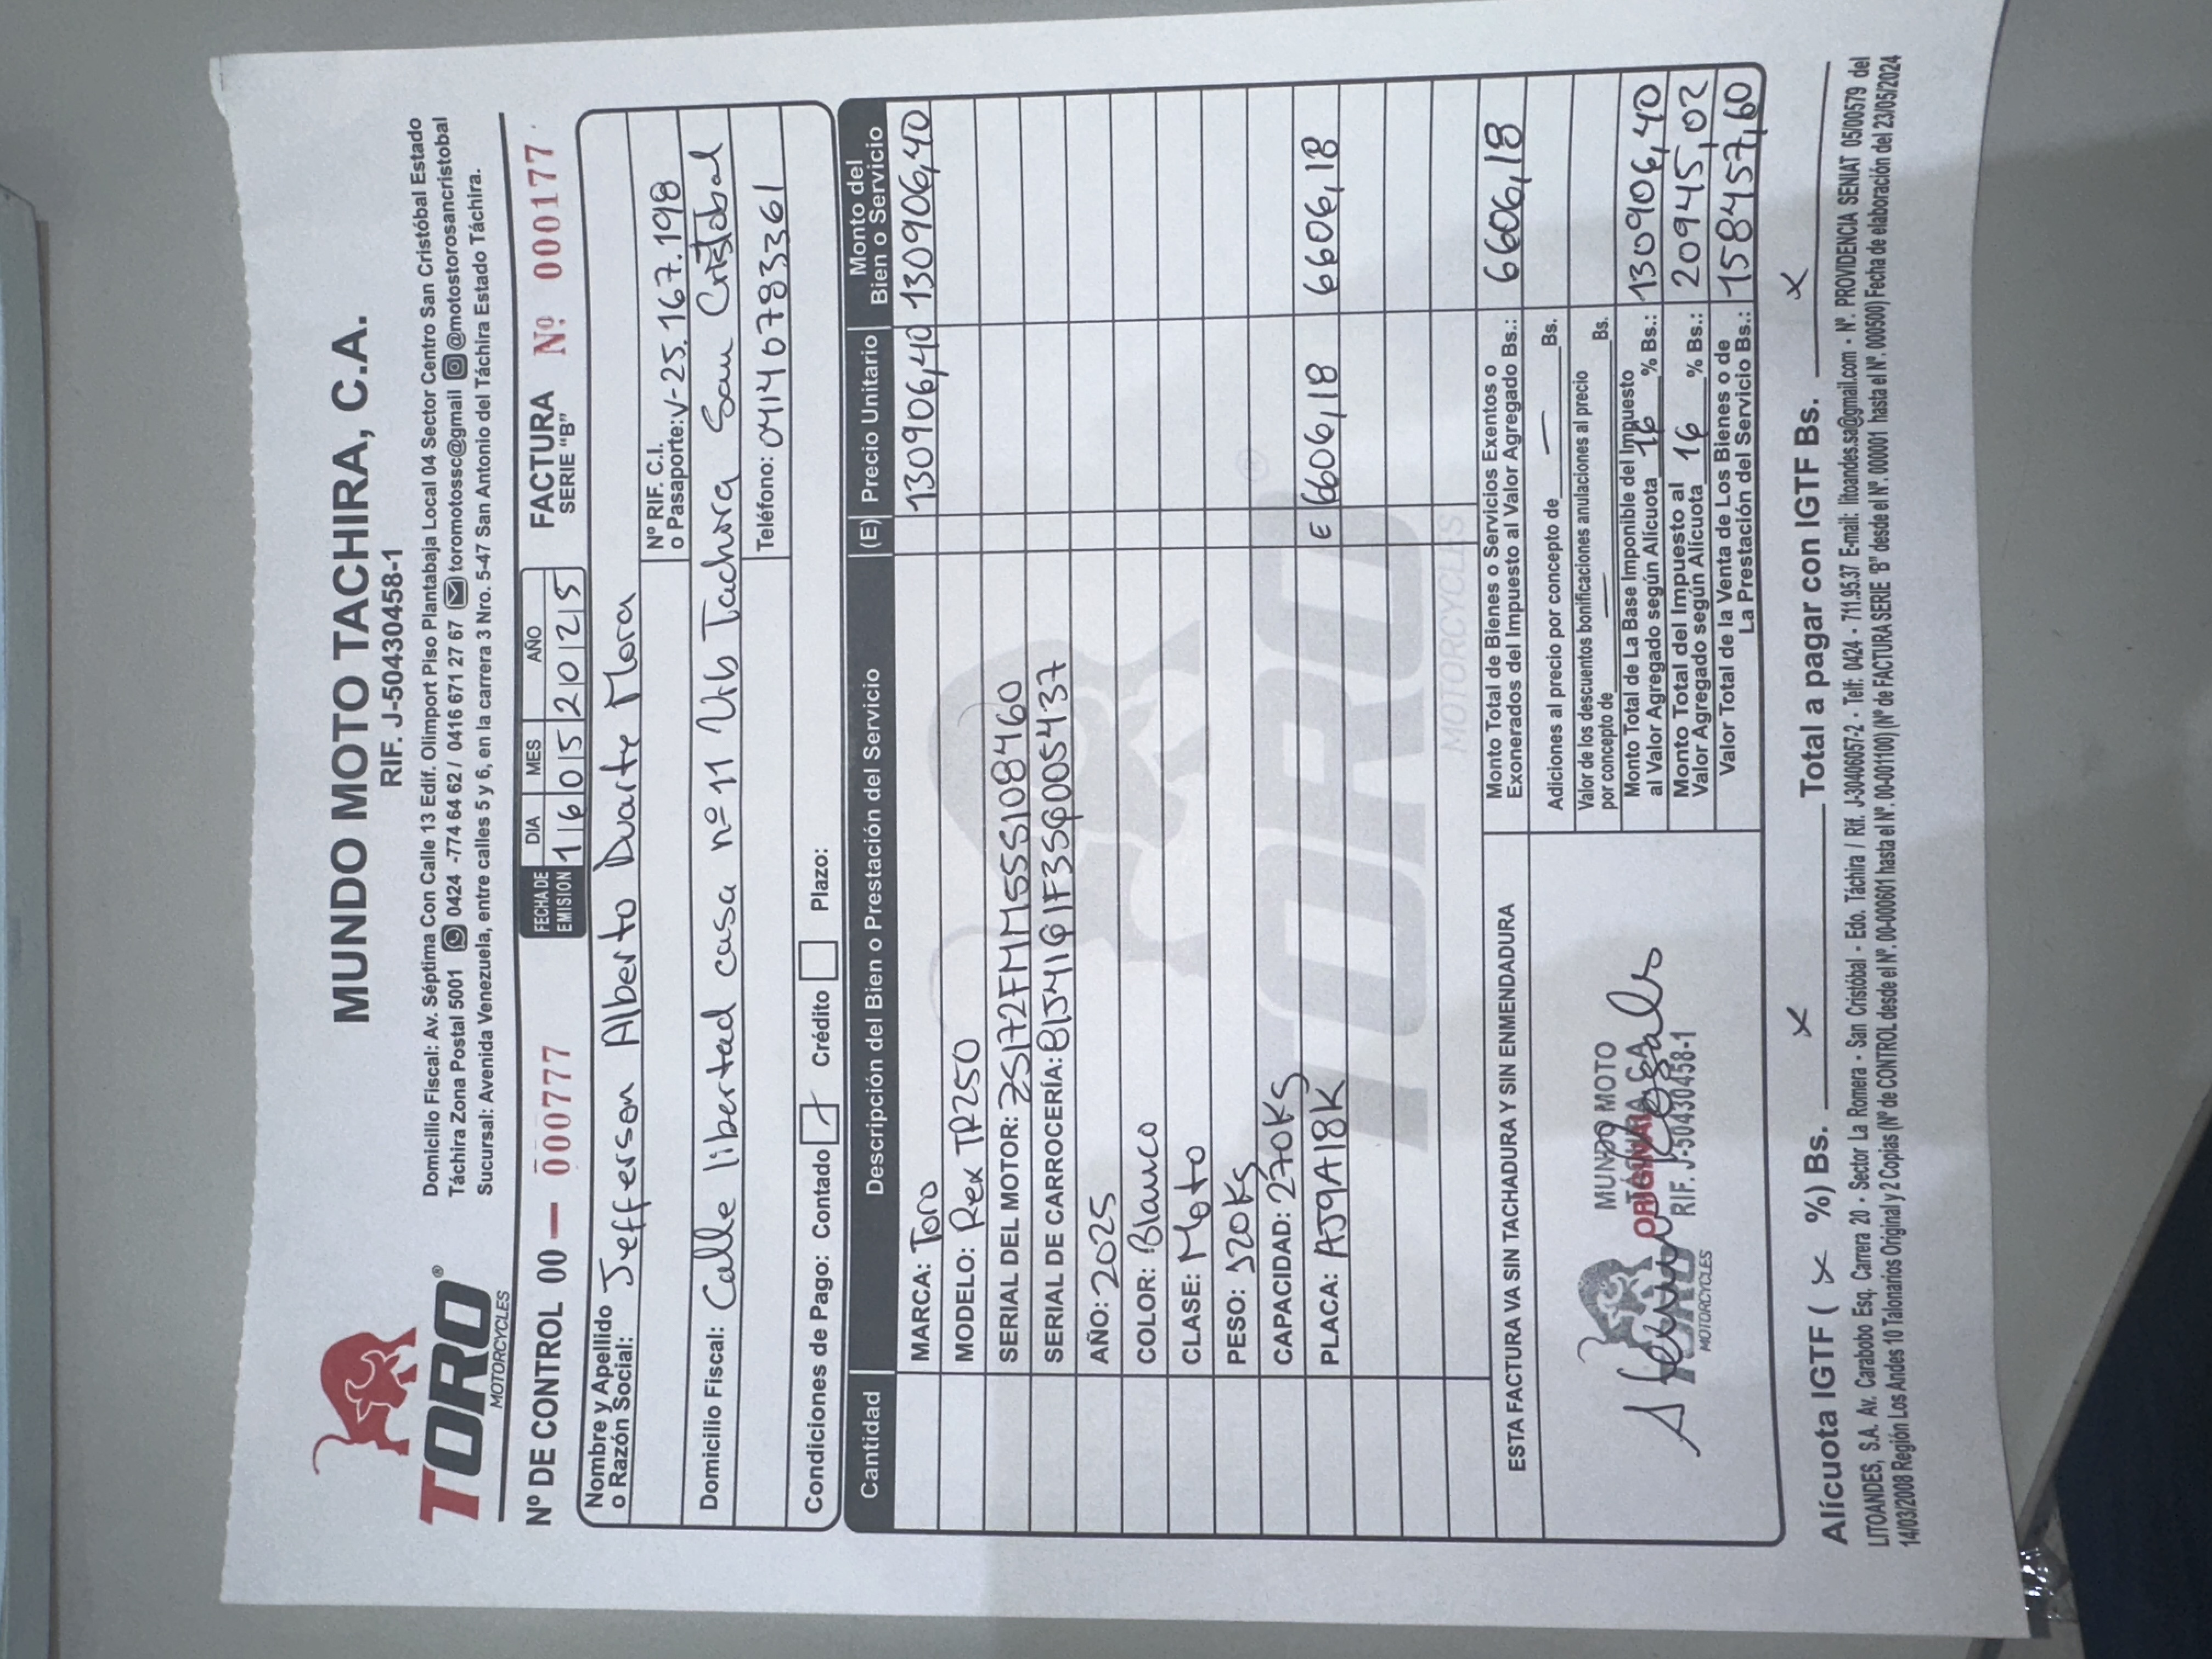 TORO®
MOTORCYCLES
MUNDO MOTO TACHIRA, C.A.
RIF. J-50430458-1
Domicilio Fiscal: Av. Séptima Con Calle 13 Edif. Olimport Piso Plantabaja Local 04 Sector Centro San Cristóbal Estado
Táchira Zona Postal 5001 0424 -774 64 62 / 0416 671 27 67 toromotossc@gmail @motostorosancristobal
Sucursal: Avenida Venezuela, entre calles 5 y 6, en la carrera 3 Nro. 5-47 San Antonio del Táchira Estado Táchira.
Nº DE CONTROL 00 — 000777
FECHA DE EMISION
DIA MES AÑO
16 05 2025
FACTURA Nº 000177
SERIE "B"
Nombre y Apellido
o Razón Social: Jefferson Alberto Duarte Mora
Nº RIF. C.I.
o Pasaporte: V-25.167.198
Domicilio Fiscal: Calle libertad casa nº 11 Urb Tachira San Cristobal
Teléfono: 04140783361
Condiciones de Pago: Contado Crédito Plazo:
Cantidad Descripción del Bien o Prestación del Servicio (E) Precio Unitario Monto del Bien o Servicio
MARCA: Toro 130906,40 130906,40
MODELO: Rex TR250
SERIAL DEL MOTOR: ZS172FMM5SS108460
SERIAL DE CARROCERÍA: 81J41G1F3SG005437
AÑO: 2025
COLOR: Blanco
CLASE: Moto
PESO: 320KS
CAPACIDAD: 270KS
PLACA: AJ9A18K E 6606,18 6606,18
TORO®
MOTORCYCLES
ESTA FACTURA VA SIN TACHADURA Y SIN ENMENDADURA
Monto Total de Bienes o Servicios Exentos o
Exonerados del Impuesto al Valor Agregado Bs.: 6606,18
Adiciones al precio por concepto de — Bs.
Valor de los descuentos bonificaciones anulaciones al precio
por concepto de — Bs.
Monto Total de La Base Imponible del Impuesto
al Valor Agregado según Alícuota 16 % Bs.: 130906,40
Monto Total del Impuesto al
Valor Agregado según Alícuota 16 % Bs.: 20945,02
Valor Total de la Venta de Los Bienes o de
La Prestación del Servicio Bs.: 158457,60
MUNDO MOTO
TACHIRA CA
ORIGINAL
RIF. J-50430458-1
TORO
MOTORCYCLES
Alícuota IGTF ( x %) Bs. x Total a pagar con IGTF Bs. x
LITOANDES, S.A. Av. Carabobo Esq. Carrera 20 - Sector La Romera - San Cristóbal - Edo. Táchira / Rif. J-30406057-2 - Telf: 0424 - 711.95.37 E-mail: litoandes.sa@gmail.com - Nº. PROVIDENCIA SENIAT 05/00579 del
14/03/2008 Región Los Andes 10 Talonarios Original y 2 Copias (Nº de CONTROL desde el Nº. 00-000601 hasta el Nº. 00-001100) (Nº de FACTURA SERIE "B" desde el Nº. 000001 hasta el Nº. 000500) Fecha de elaboración del 23/05/2024